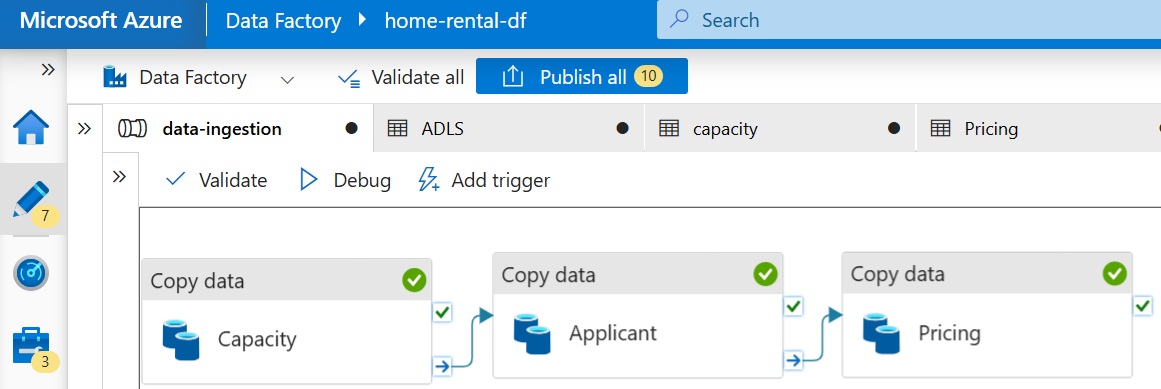 Microsoft Azure Data Factory home-rental-df Search
Data Factory Validate all Publish all 10
data-ingestion ADLS capacity Pricing
Validate Debug Add trigger
7
Copy data Copy data Copy data
Capacity Applicant Pricing
3